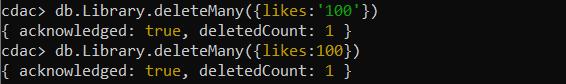 cdac> db.Library.deleteMany({likes:'100'})
{ acknowledged: true, deletedCount: 1 }
cdac> db.Library.deleteMany({likes:100})
{ acknowledged: true, deletedCount: 1 }